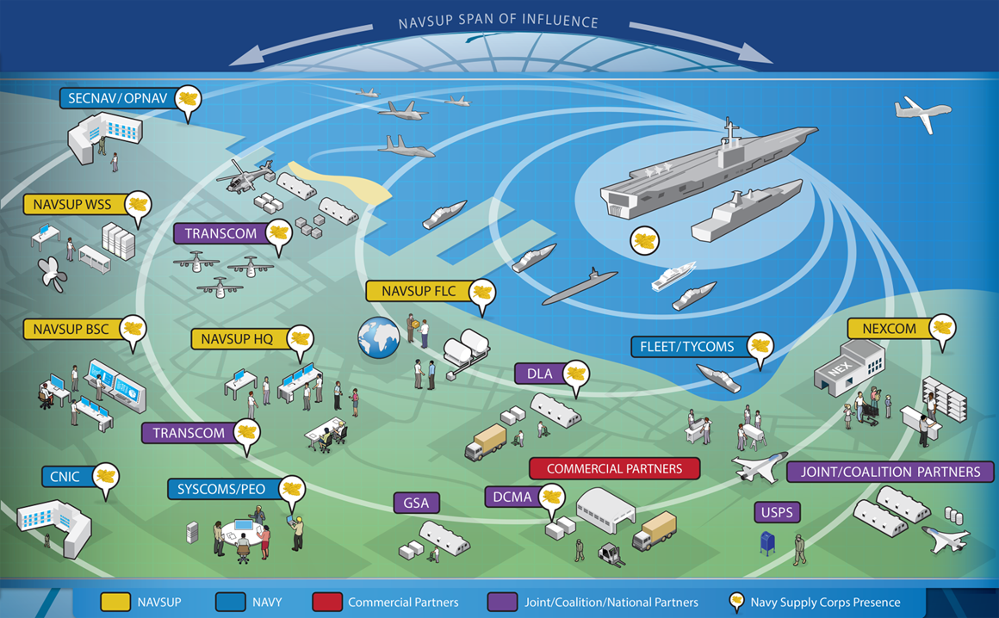 NAVSUP SPAN OF INFLUENCE
SECNAV/OPNAV
NAVSUP WSS
TRANSCOM
NAVSUP FLC
NAVSUP BSC
NAVSUP HQ
NEXCOM
FLEET/TYCOMS
NEX
DLA
TRANSCOM
COMMERCIAL PARTNERS
JOINT/COALITION PARTNERS
CNIC
SYSCOMS/PEO
GSA
DCMA
USPS
NAVSUP
NAVY
Commercial Partners
Joint/Coalition/National Partners
Navy Supply Corps Presence